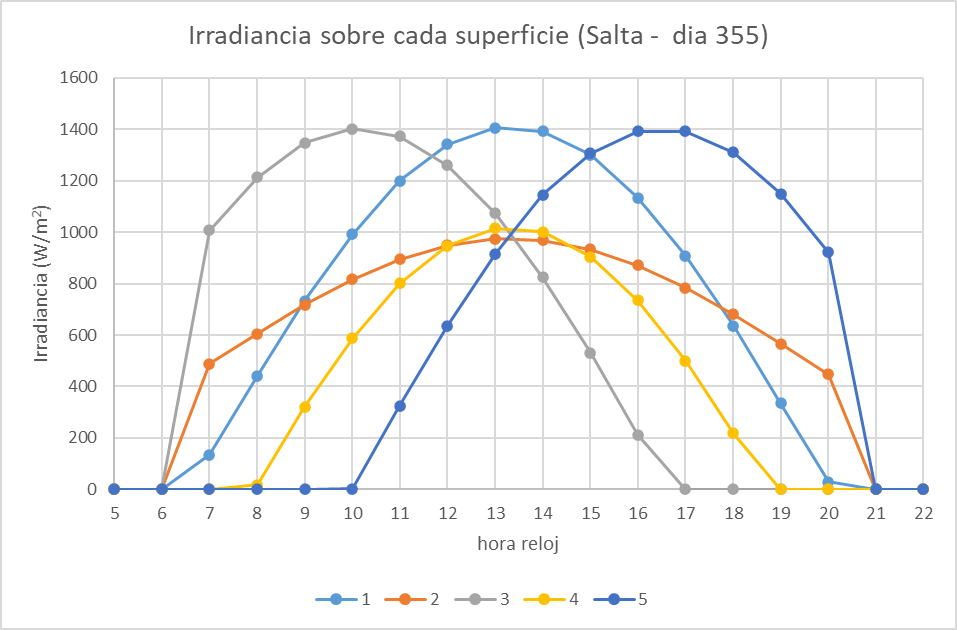 Irradiancia sobre cada superficie (Salta -  dia 355)
Irradiancia (W/m²)
1600
1400
1200
1000
800
600
400
200
0
5 6 7 8 9 10 11 12 13 14 15 16 17 18 19 20 21 22
hora reloj
1 2 3 4 5